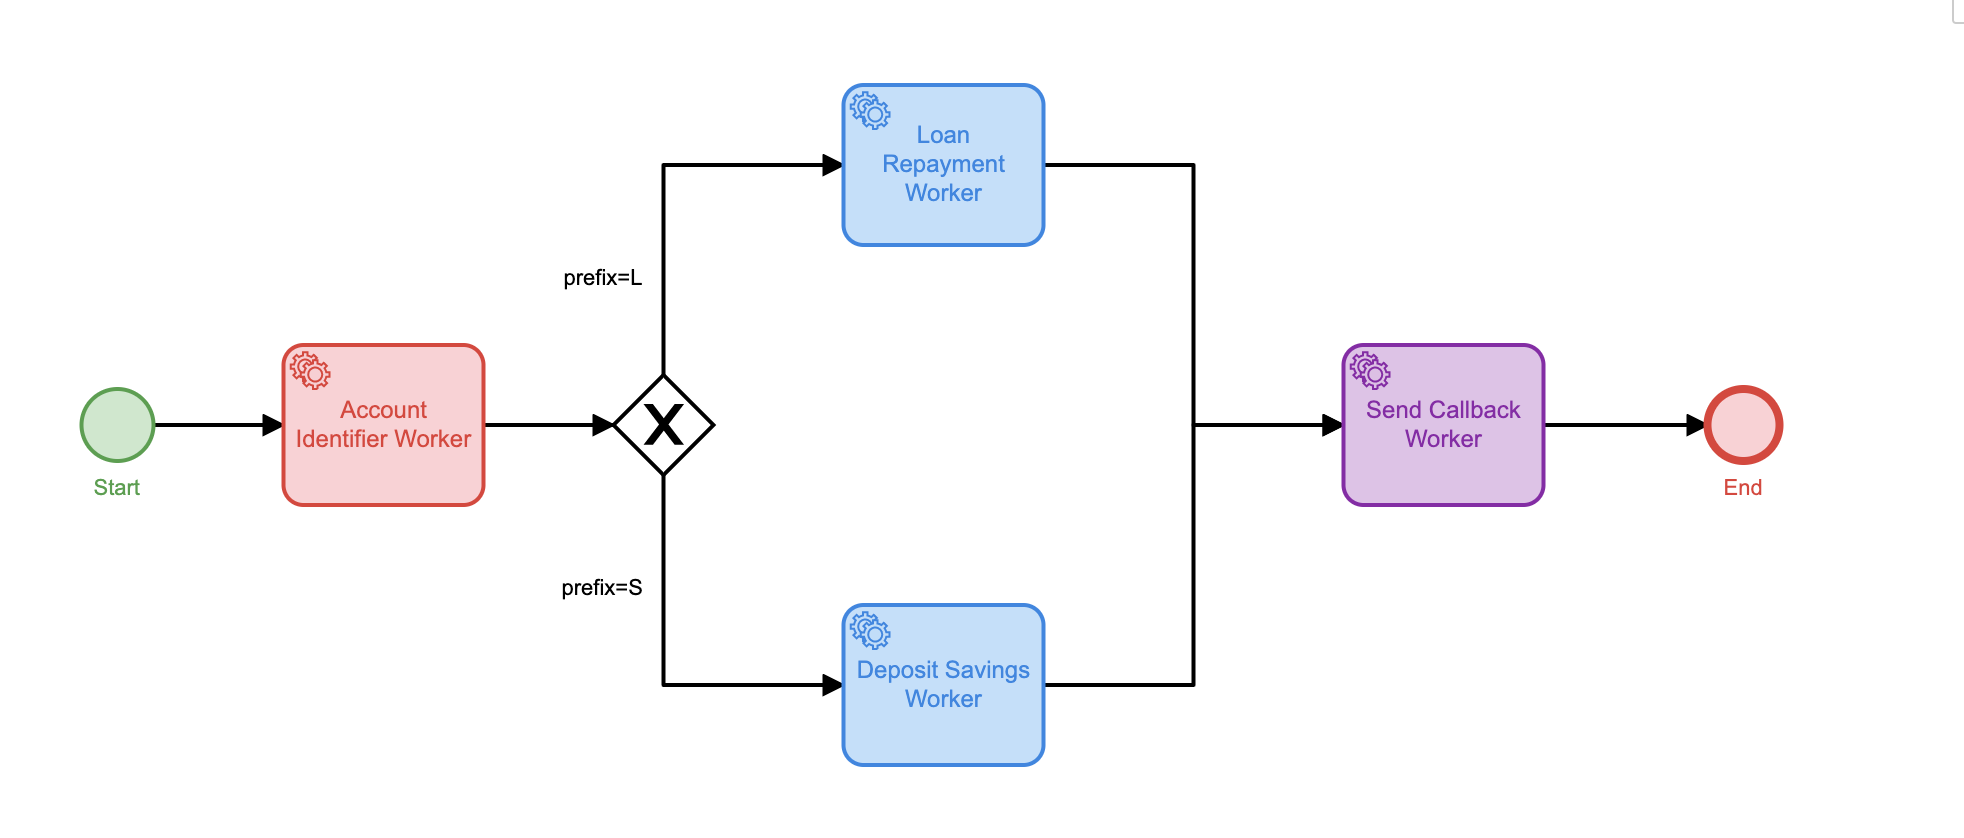 Start
Account
Identifier Worker
prefix=L
prefix=S
X
Loan
Repayment
Worker
Deposit Savings
Worker
Send Callback
Worker
End